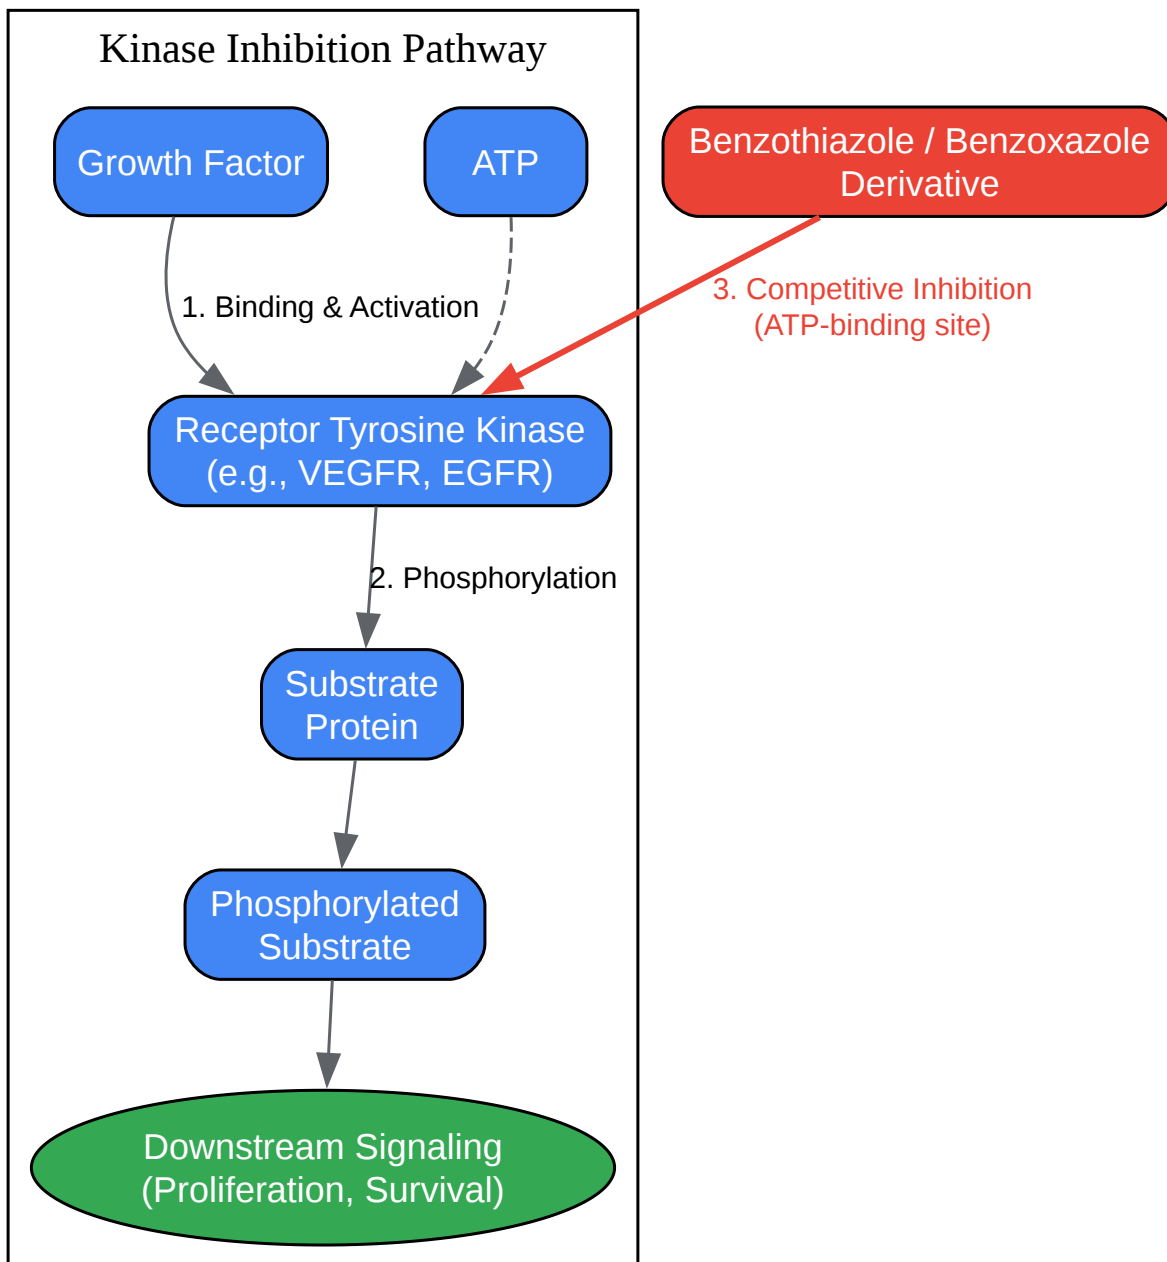 Kinase Inhibition Pathway
Growth Factor
ATP
Benzothiazole / Benzoxazole
Derivative
1. Binding & Activation
3. Competitive Inhibition
(ATP-binding site)
Receptor Tyrosine Kinase
(e.g., VEGFR, EGFR)
2. Phosphorylation
Substrate
Protein
Phosphorylated
Substrate
Downstream Signaling
(Proliferation, Survival)